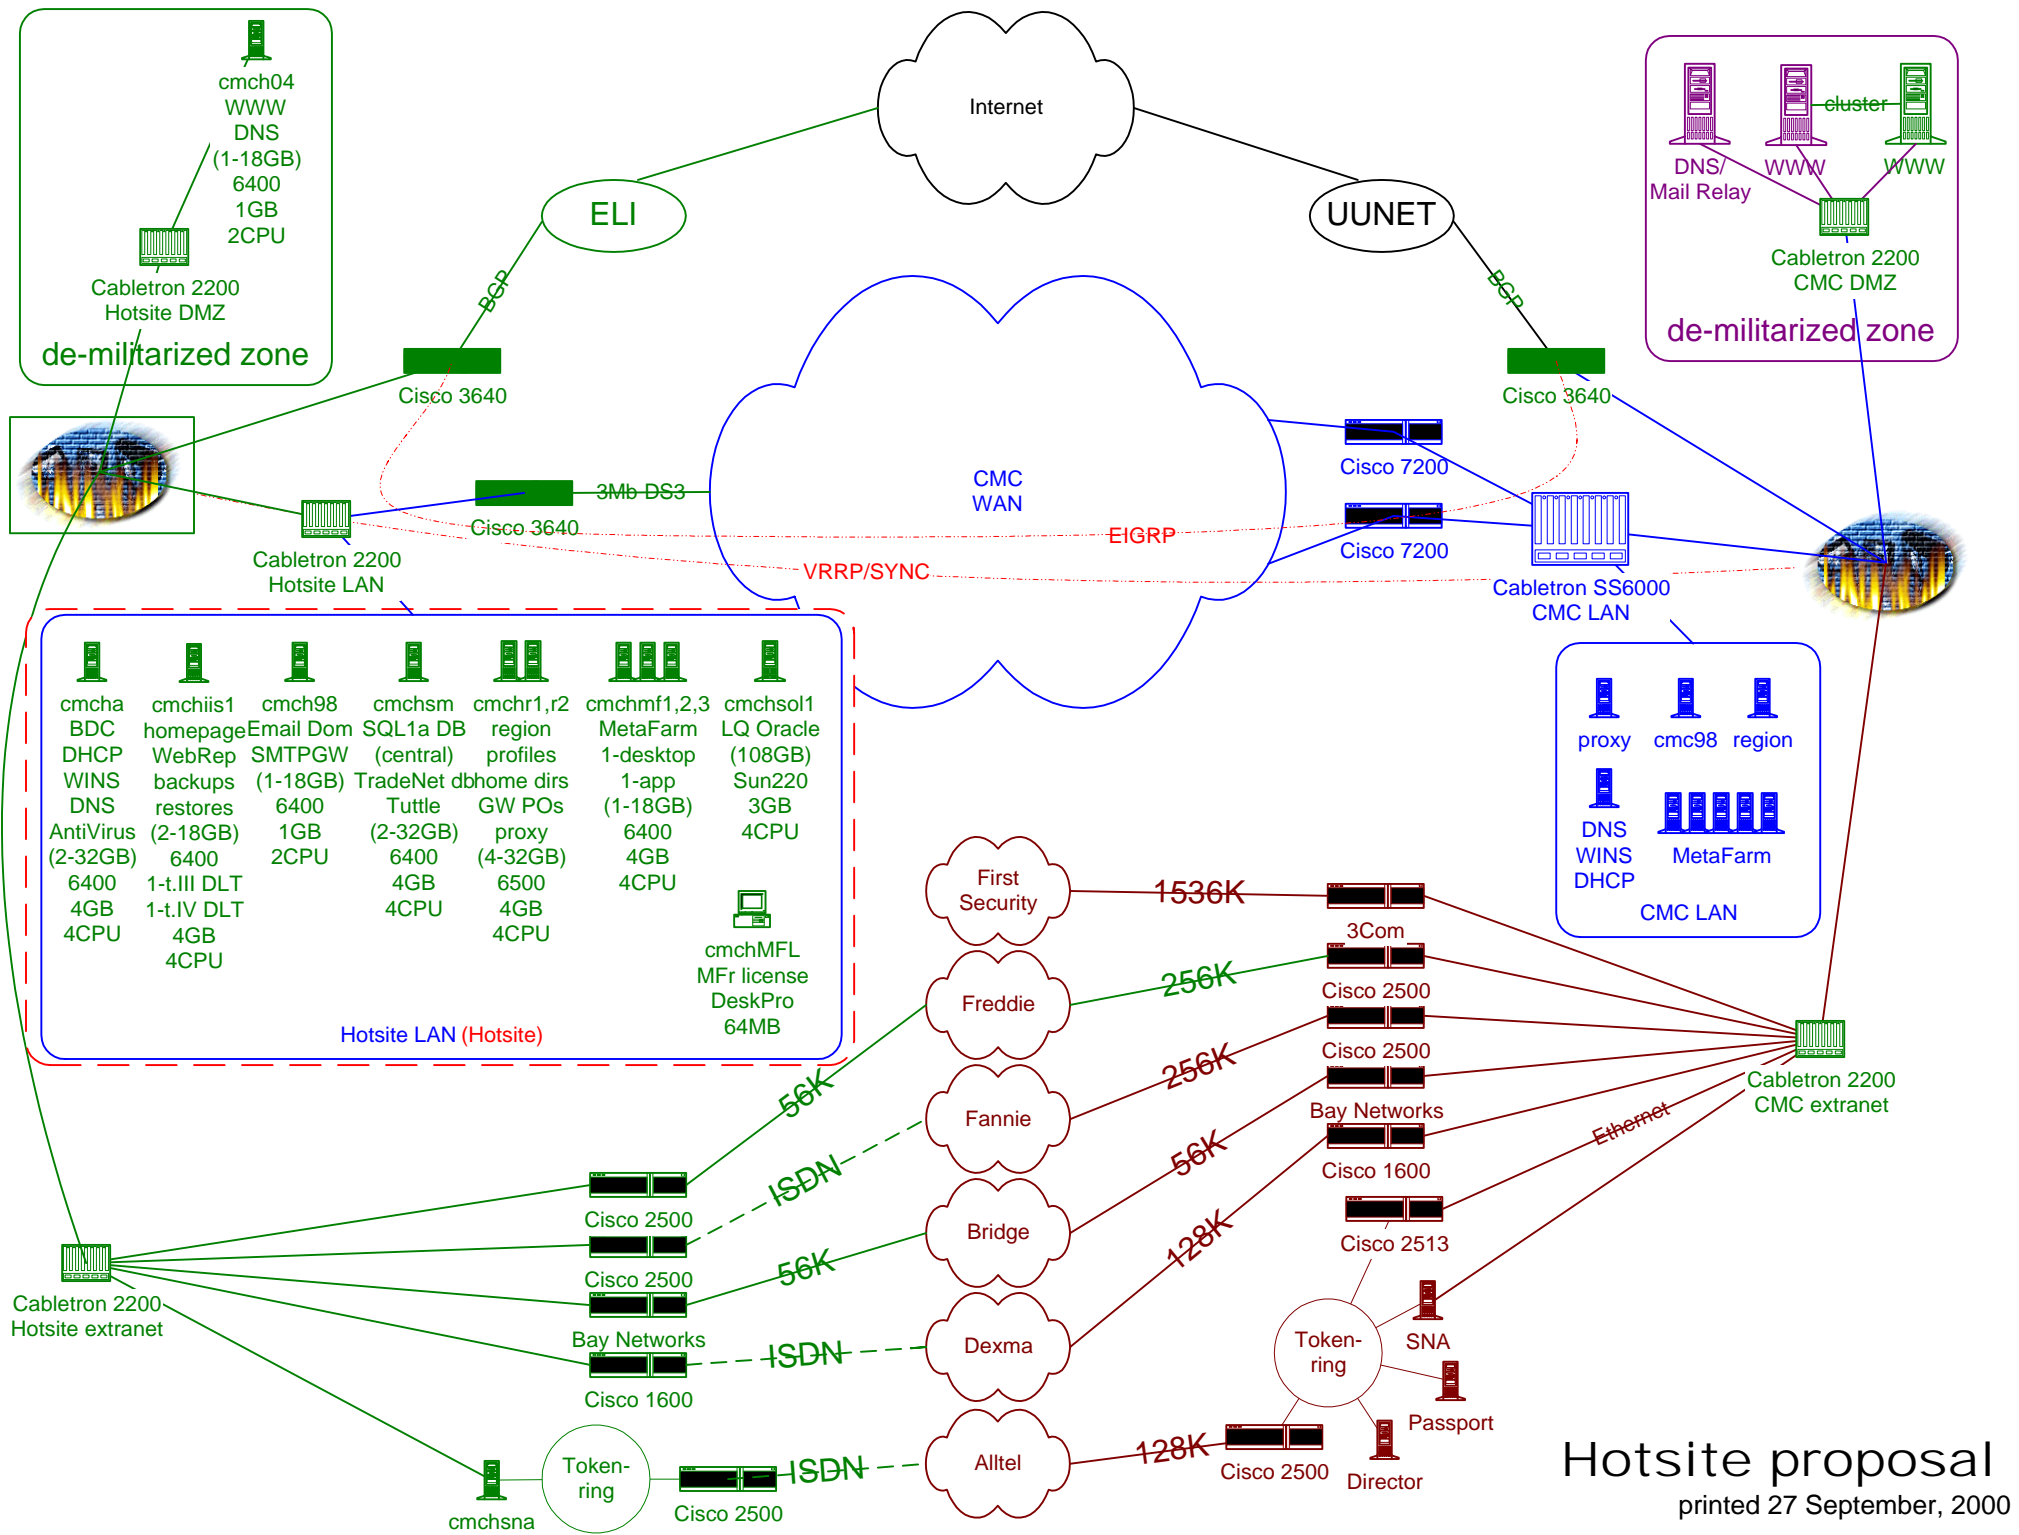 cmch04
WWW
DNS
(1-18GB)
6400
1GB
2CPU
Cabletron 2200
Hotsite DMZ
de-militarized zone
Internet
ELI
UUNET
BGP
BGP
cluster
DNS/
Mail Relay
WWW
WWW
Cabletron 2200
CMC DMZ
de-militarized zone
Cisco 3640
Cisco 3640
3Mb DS3
Cisco 3640
Cabletron 2200
Hotsite LAN
CMC
WAN
Cisco 7200
Cisco 7200
EIGRP
VRRP/SYNC
Cabletron SS6000
CMC LAN
cmcha
BDC
DHCP
WINS
DNS
AntiVirus
(2-32GB)
6400
4GB
4CPU
cmchiis1
homepage
WebRep
backups
restores
(2-18GB)
6400
1-t.III DLT
1-t.IV DLT
4GB
4CPU
cmch98
Email Dom
SMTPGW
(1-18GB)
6400
1GB
2CPU
cmchsm
SQL1a DB
(central)
TradeNet db
Tuttle
(2-32GB)
6400
4GB
4CPU
cmchr1,r2
region
profiles
home dirs
GW POs
proxy
(4-32GB)
6500
4GB
4CPU
cmchmf1,2,3
MetaFarm
1-desktop
1-app
(1-18GB)
6400
4GB
4CPU
cmchsol1
LQ Oracle
(108GB)
Sun220
3GB
4CPU
cmchMFL
MFr license
DeskPro
64MB
Hotsite LAN (Hotsite)
proxy
cmc98
region
DNS
WINS
DHCP
MetaFarm
CMC LAN
First
Security
1536K
3Com
Freddie
256K
Cisco 2500
Fannie
256K
Cisco 2500
Bridge
56K
Bay Networks
Dexma
128K
Cisco 1600
Alltel
128K
Cisco 2500
Cabletron 2200
CMC extranet
Ethernet
Cisco 2513
Token-
ring
SNA
Passport
Director
56K
Cisco 2500
ISDN
Cisco 2500
56K
Bay Networks
ISDN
Cisco 1600
Cabletron 2200
Hotsite extranet
cmchsna
Token-
ring
ISDN
Cisco 2500
Hotsite proposal
printed 27 September, 2000